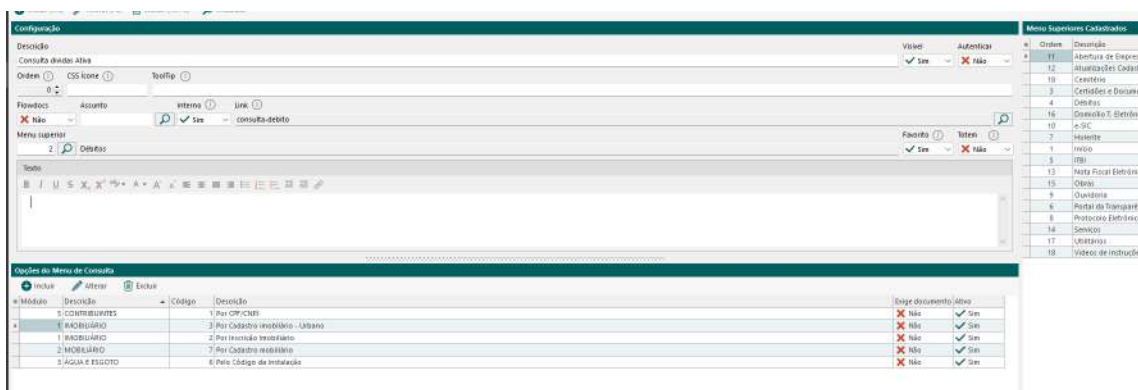 Configuração
Menu Superiores Cadastrados
Descrição
Visível
Autenticar
Consulta dívidas Ativa
Sim
Não
Ordem
CSS Ícone
ToolTip
0
Flowdocs
Assunto
Interno
Link
Não
Sim
consulta-debito
Menu superior
Favorito
Totem
2
Débitos
Sim
Não
Texto
Opções do Menu de Consulta
Incluir
Alterar
Excluir
Módulo Descrição Código Descrição Exige documento Ativo
5 CONTRIBUINTES 1 Por CPF/CNPJ Não Sim
1 IMOBILIÁRIO 3 Por Cadastro imobiliário - Urbano Não Sim
1 IMOBILIÁRIO 2 Por Inscrição Imobiliário Não Sim
2 MOBILIÁRIO 7 Por Cadastro mobiliário Não Sim
3 ÁGUA E ESGOTO 8 Pelo Código da Instalação Não Sim
Ordem Descrição
11 Abertura de Empres
12 Atualizações Cadast
19 Cemitério
3 Certidões e Docum
4 Débitos
16 Domicílio T. Eletrôn
10 e-SIC
7 Holerite
1 Início
5 ITBI
13 Nota Fiscal Eletrôni
15 Obras
9 Ouvidoria
6 Portal da Transparê
8 Protocolo Eletrônic
14 Serviços
17 Utilitários
18 Vídeos de instruçõe